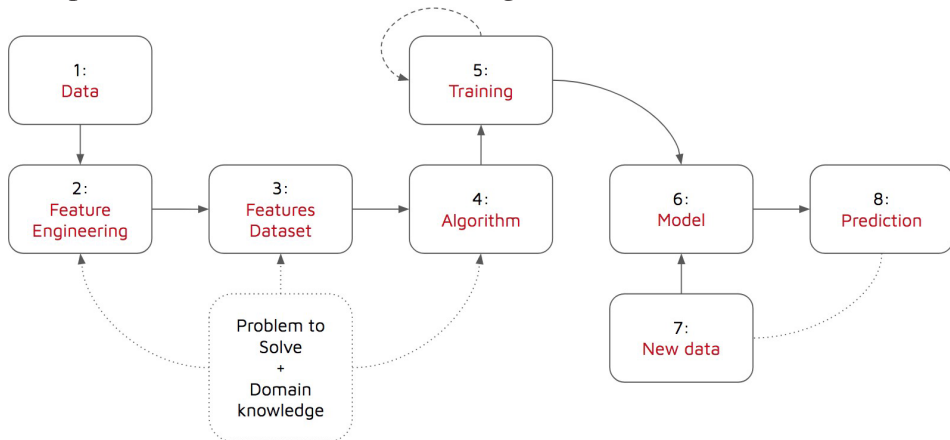 1:
Data
2:
Feature
Engineering
3:
Features
Dataset
4:
Algorithm
5:
Training
6:
Model
7:
New data
8:
Prediction
Problem to
Solve
+
Domain
knowledge